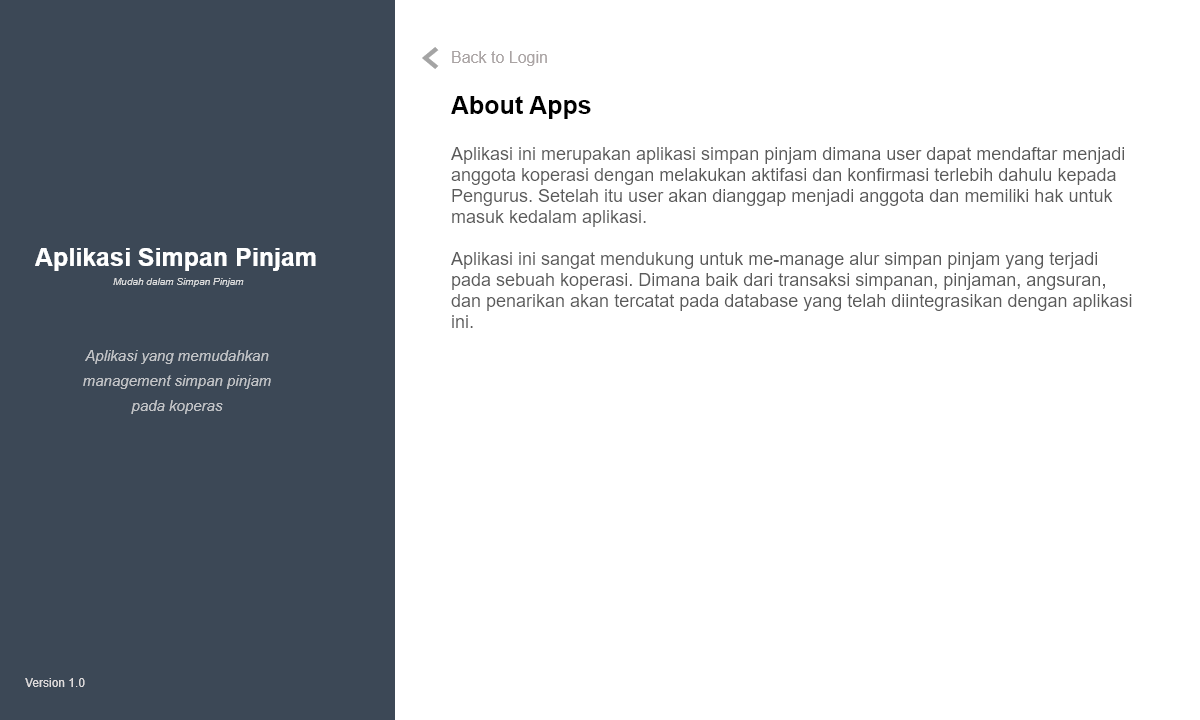 Aplikasi Simpan Pinjam
Mudah dalam Simpan Pinjam
Aplikasi yang memudahkan
management simpan pinjam
pada koperas
Version 1.0
Back to Login
About Apps
Aplikasi ini merupakan aplikasi simpan pinjam dimana user dapat mendaftar menjadi
anggota koperasi dengan melakukan aktifasi dan konfirmasi terlebih dahulu kepada
Pengurus. Setelah itu user akan dianggap menjadi anggota dan memiliki hak untuk
masuk kedalam aplikasi.
Aplikasi ini sangat mendukung untuk me-manage alur simpan pinjam yang terjadi
pada sebuah koperasi. Dimana baik dari transaksi simpanan, pinjaman, angsuran,
dan penarikan akan tercatat pada database yang telah diintegrasikan dengan aplikasi
ini.